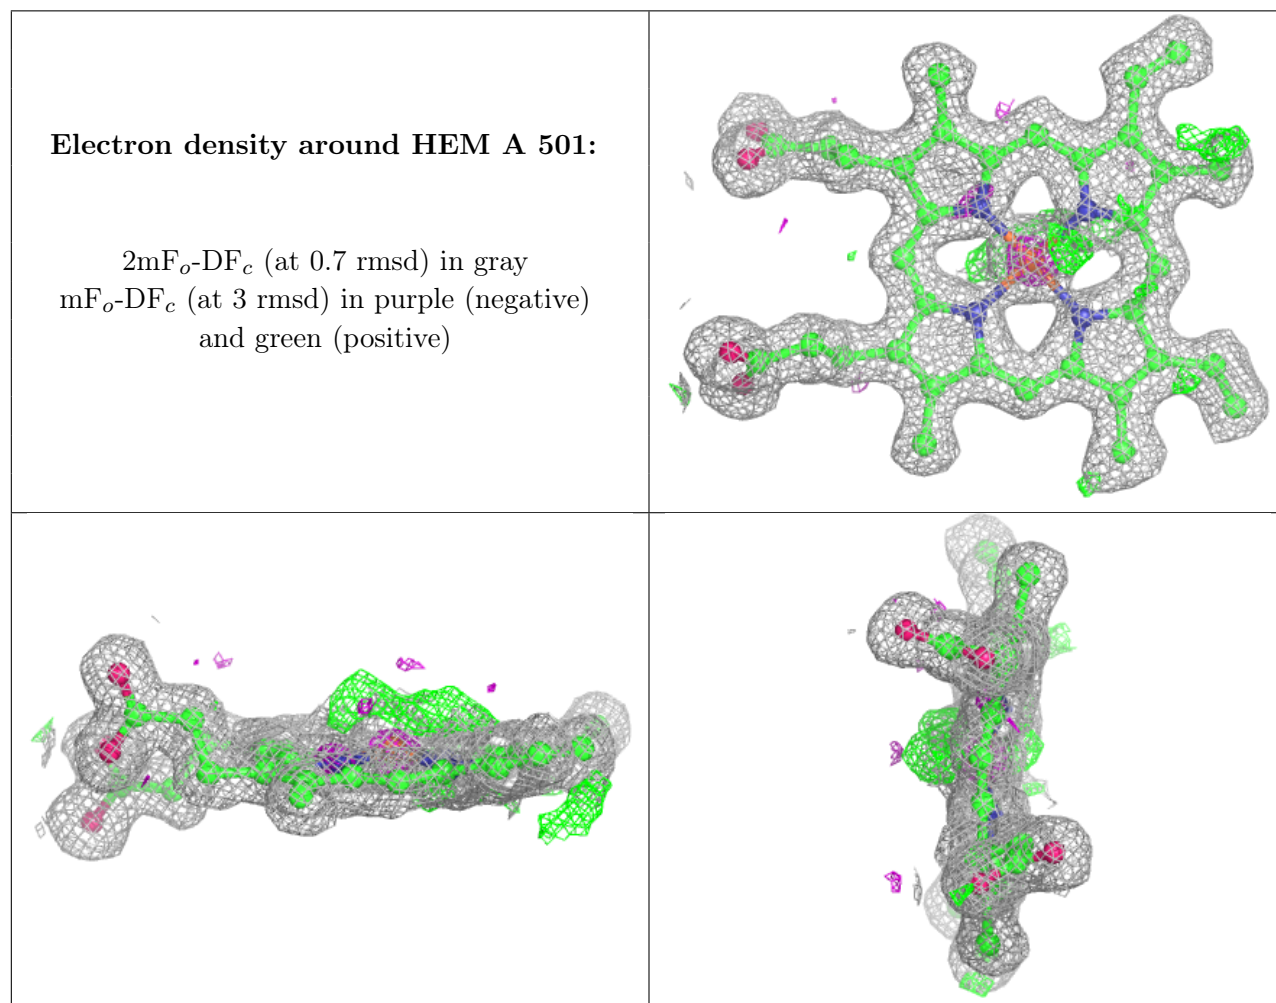 Electron density around HEM A 501:
2mFo-DFc (at 0.7 rmsd) in gray
mFo-DFc (at 3 rmsd) in purple (negative)
and green (positive)